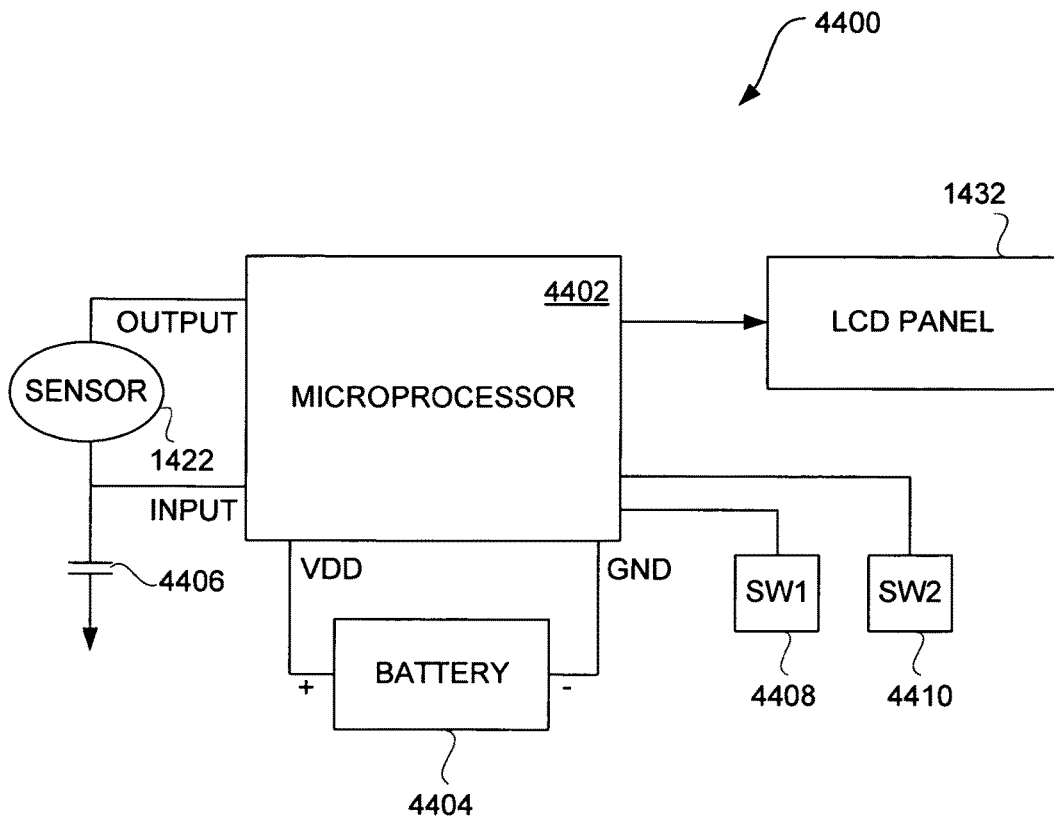 4400
1432
4402
OUTPUT
LCD PANEL
SENSOR
MICROPROCESSOR
1422
INPUT
4406
VDD
GND
SW1
SW2
BATTERY
+
-
4408
4410
4404